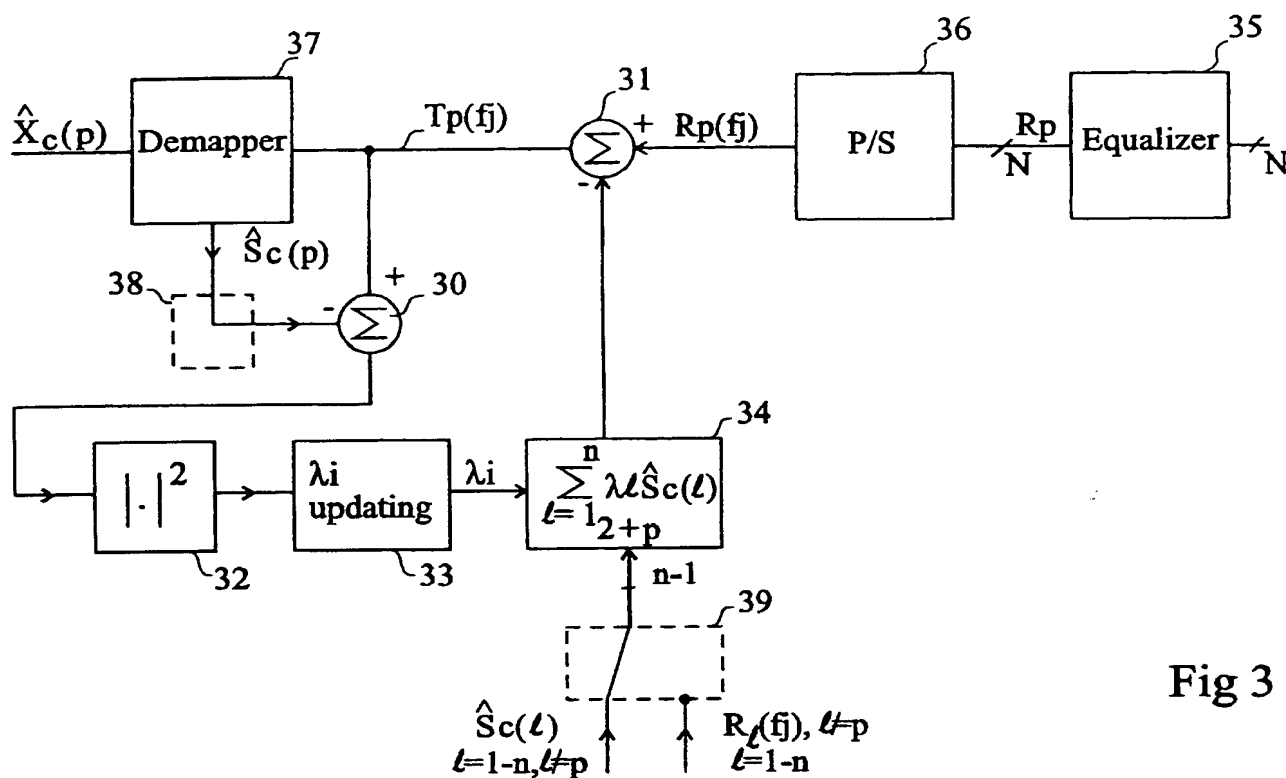 37
X̂c(p)
Demapper
Tp(fj)
31
Σ
+
-
Rp(fj)
36
P/S
Rp
N
35
Equalizer
N
Ŝc(p)
38
-
+
Σ
30
|·|²
32
λi
updating
33
λi
34
n
∑ λℓŜc(ℓ)
ℓ= 1
2+p
n-1
39
Ŝc(ℓ)
ℓ=1-n, ℓ≠p
Rℓ(fj), ℓ≠p
ℓ=1-n
Fig 3